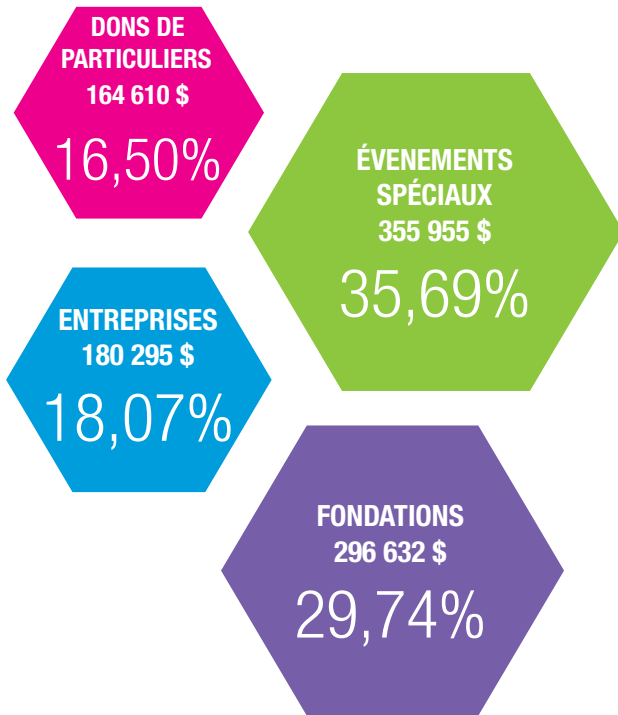 DONS DE
PARTICULIERS
164 610 $
16,50%
ÉVENEMENTS
SPÉCIAUX
355 955 $
35,69%
ENTREPRISES
180 295 $
18,07%
FONDATIONS
296 632 $
29,74%